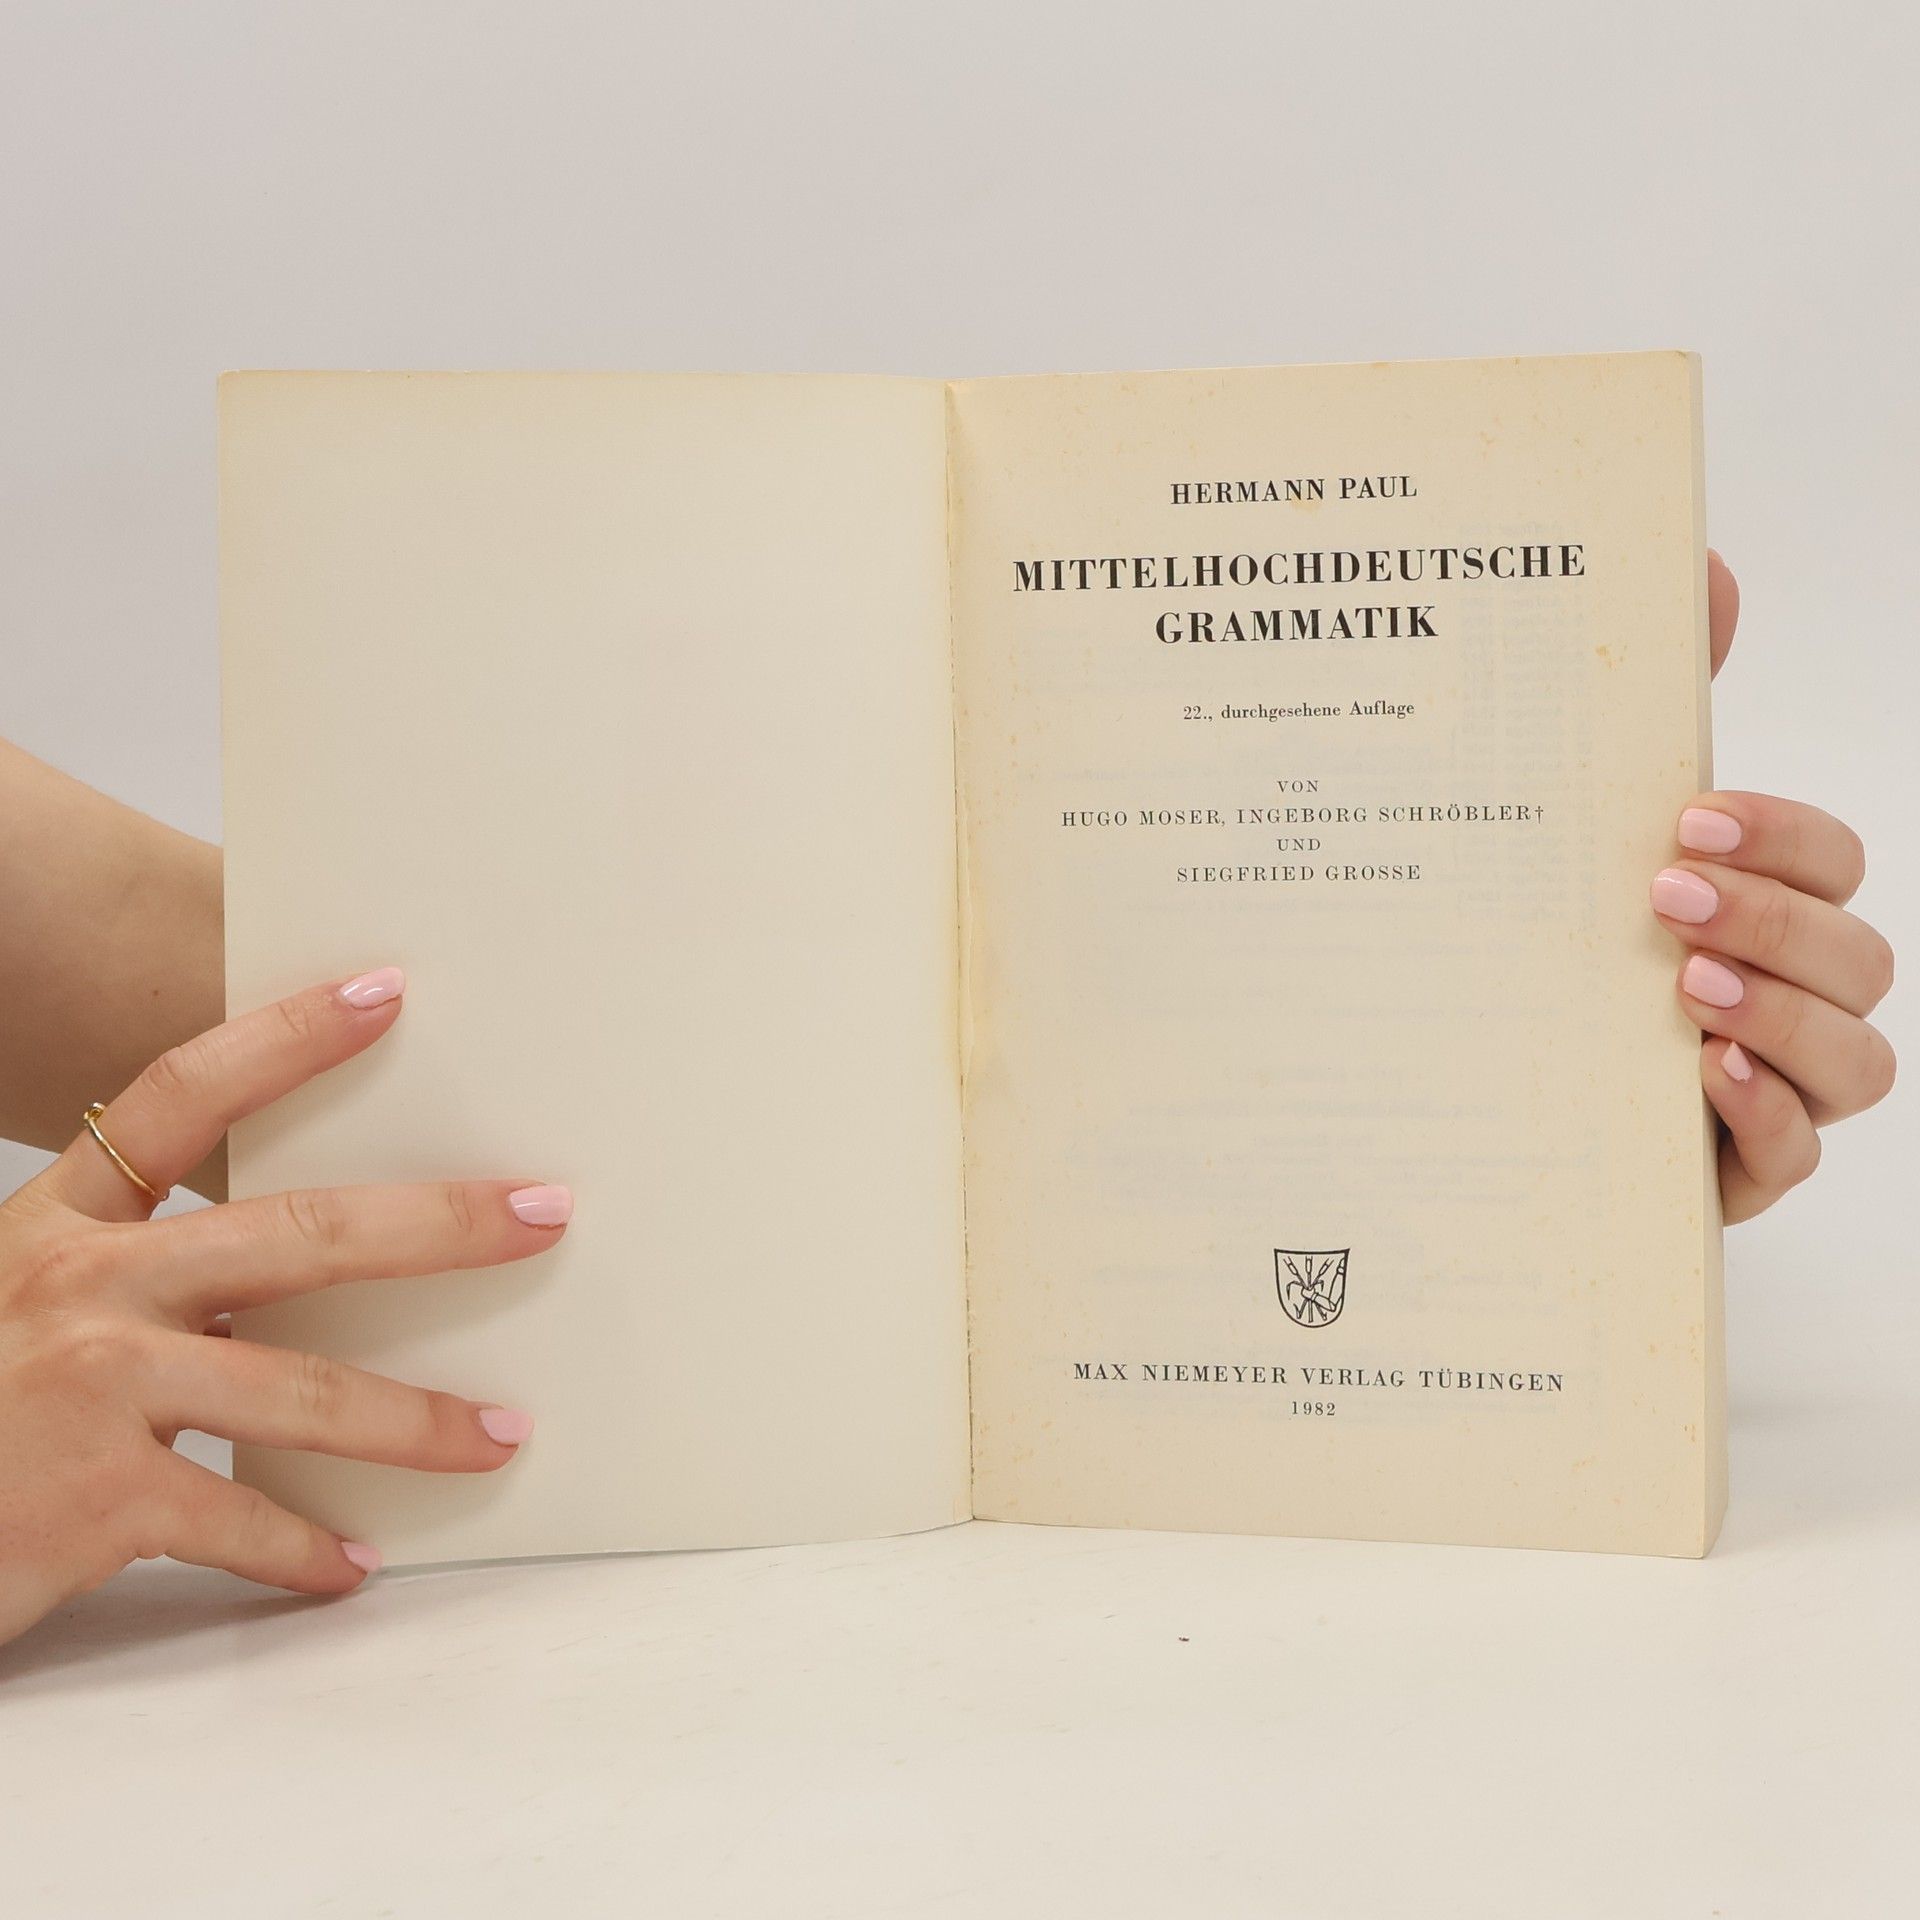 HERMANN PAUL
MITTELHOCHDEUTSCHE
GRAMMATIK
22., durchgesehene Auflage
VON
HUGO MOSER, INGEBORG SCHRÖBLER†
UND
SIEGFRIED GROSSE
MAX NIEMEYER VERLAG TÜBINGEN
1982